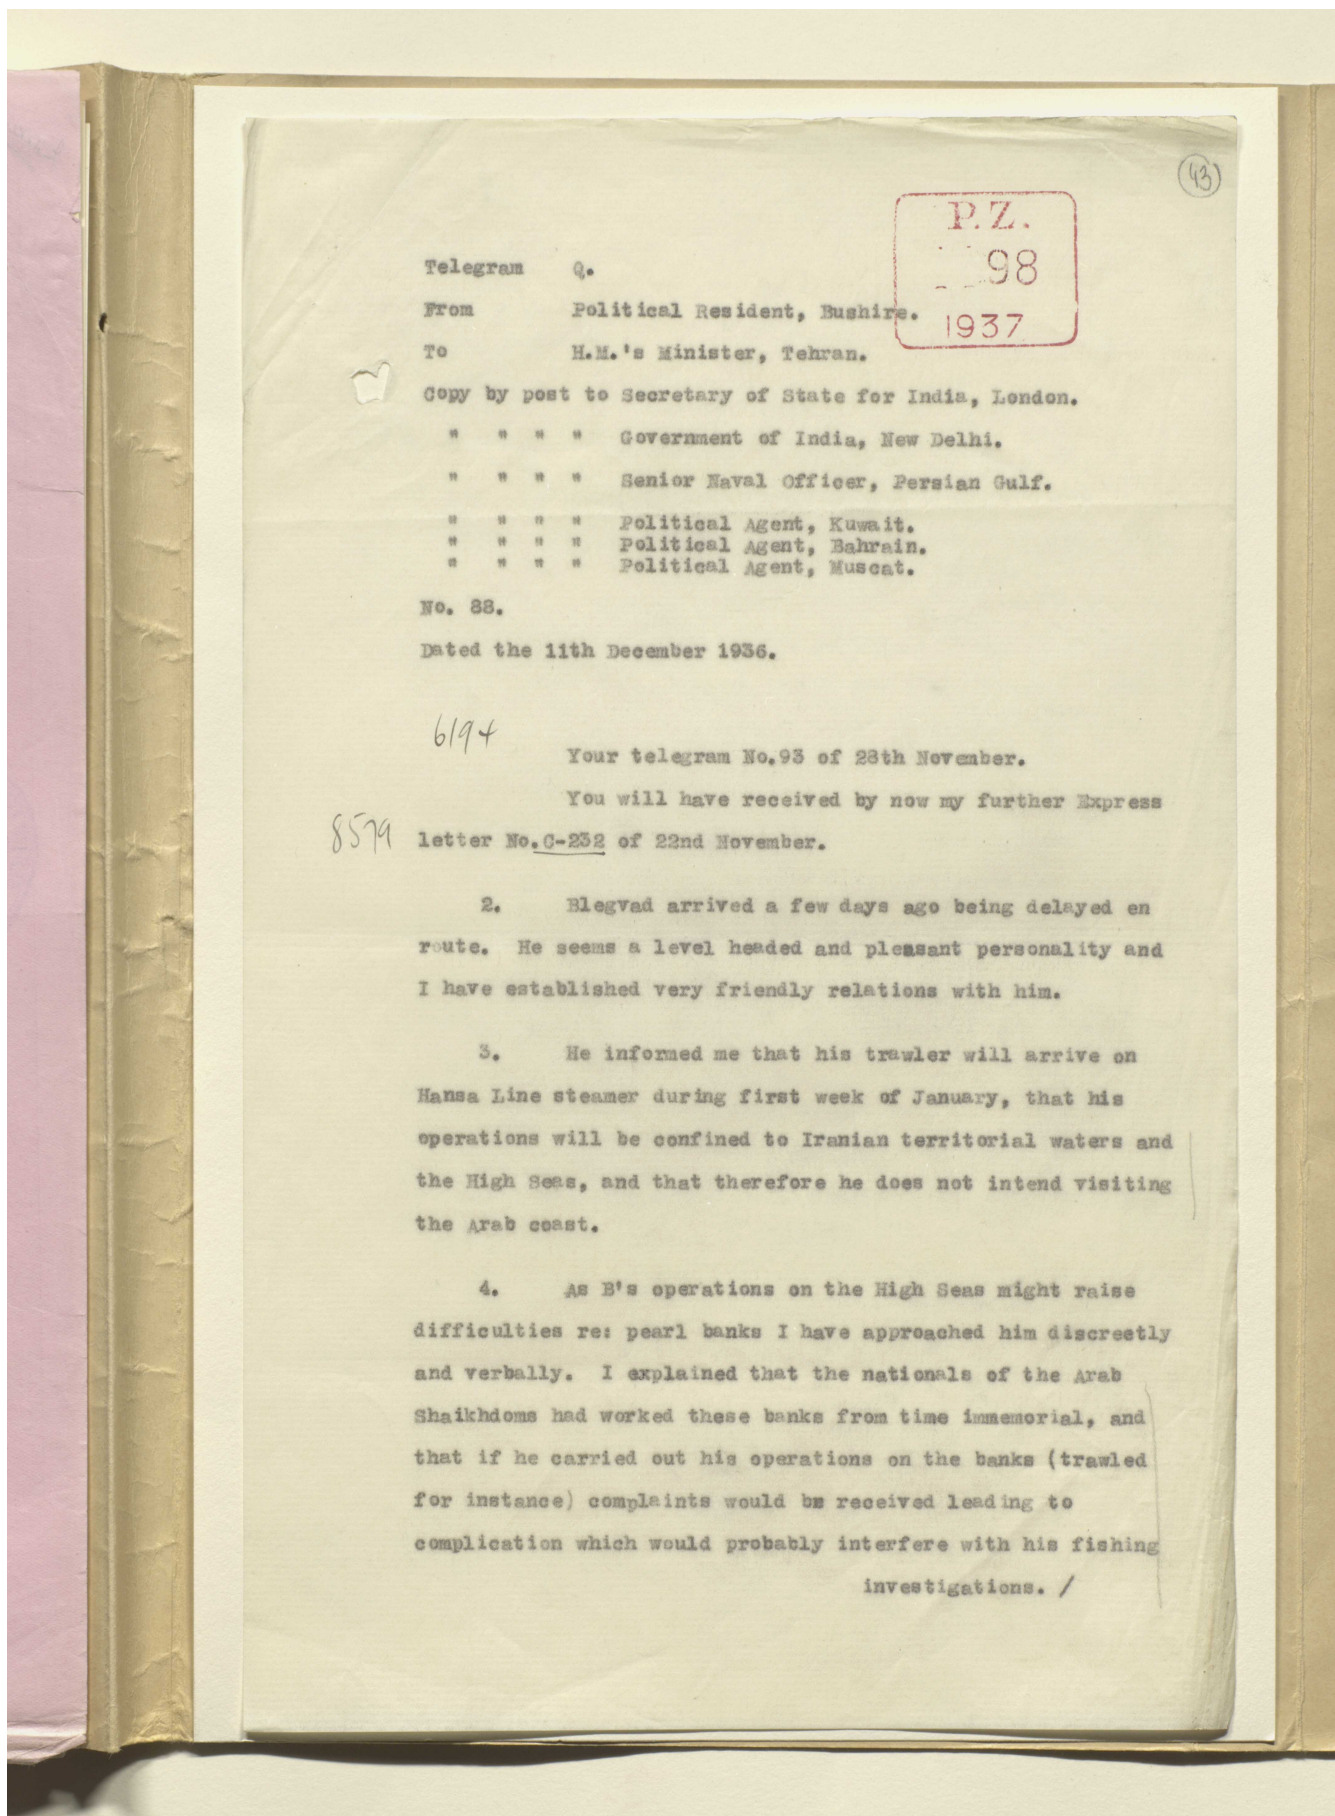 43
P.Z.
98
1937
Telegram Q.
From Political Resident, Bushire.
To H.M.'s Minister, Tehran.
Copy by post to Secretary of State for India, London.
" " " " Government of India, New Delhi.
" " " " Senior Naval Officer, Persian Gulf.
" " " " Political Agent, Kuwait.
" " " " Political Agent, Bahrain.
" " " " Political Agent, Muscat.
No. 88.
Dated the 11th December 1936.
6194
Your telegram No.93 of 28th November.
You will have received by now my further Express
8579 letter No.C-232 of 22nd November.
2. Blegvad arrived a few days ago being delayed en
route. He seems a level headed and pleasant personality and
I have established very friendly relations with him.
3. He informed me that his trawler will arrive on
Hansa Line steamer during first week of January, that his
operations will be confined to Iranian territorial waters and
the High Seas, and that therefore he does not intend visiting
the Arab coast.
4. As B's operations on the High Seas might raise
difficulties re: pearl banks I have approached him discreetly
and verbally. I explained that the nationals of the Arab
Shaikhdoms had worked these banks from time immemorial, and
that if he carried out his operations on the banks (trawled
for instance) complaints would be received leading to
complication which would probably interfere with his fishing
investigations. /